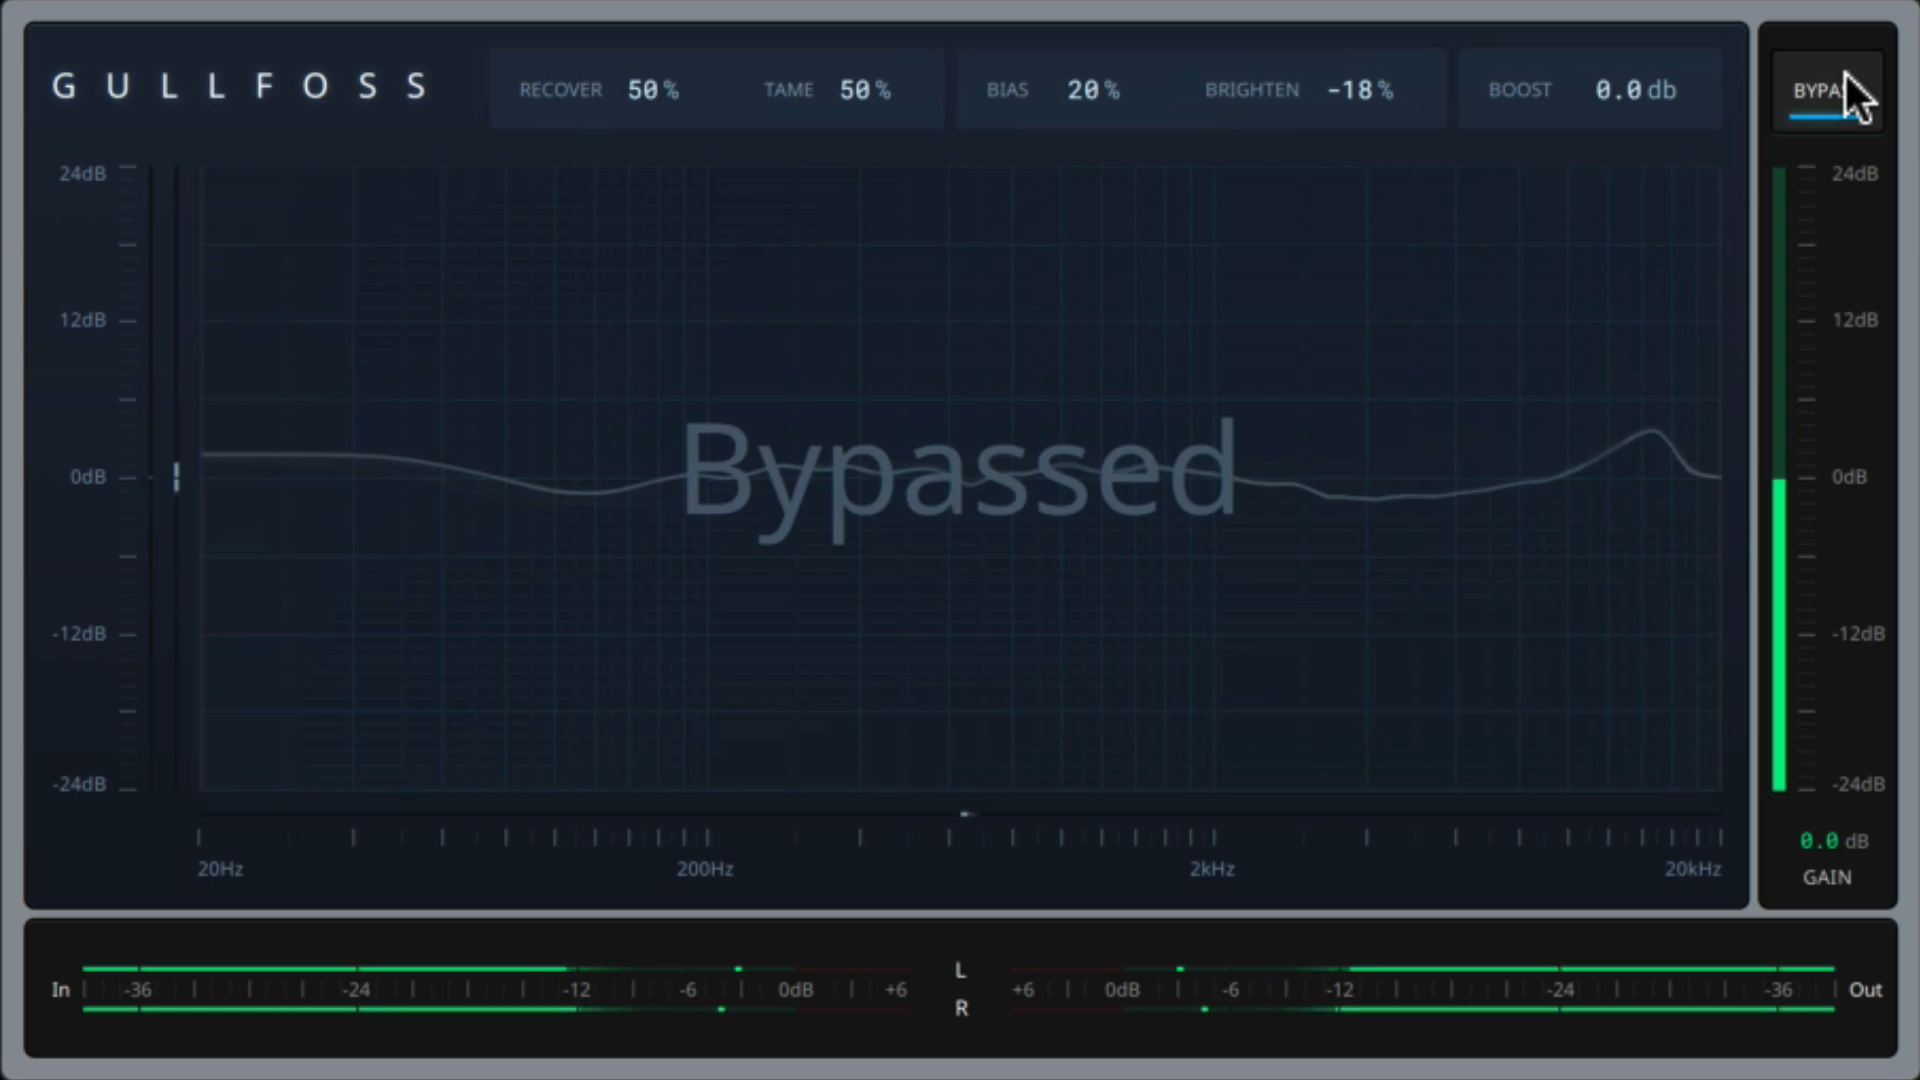 GULLFOSS
RECOVER 50% TAME 50% BIAS 20% BRIGHTEN -18% BOOST 0.0db
24dB
12dB
0dB
-12dB
-24dB
Bypassed
20Hz 200Hz 2kHz 20kHz
24dB
12dB
0dB
-12dB
-24dB
0.0 dB
GAIN
L
In -36 -24 -12 -6 0dB +6 +6 0dB -6 -12 -24 -36 Out
R